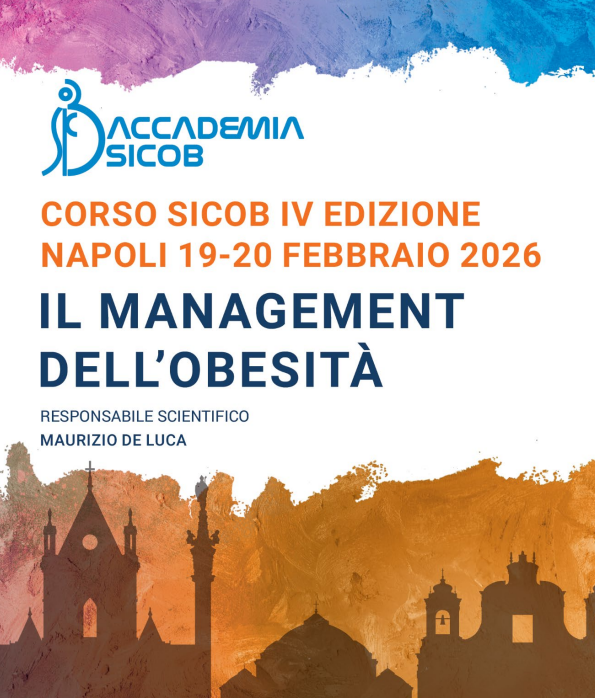 ACCADEMIA
SICOB
CORSO SICOB IV EDIZIONE
NAPOLI 19-20 FEBBRAIO 2026
IL MANAGEMENT
DELL’OBESITÀ
RESPONSABILE SCIENTIFICO
MAURIZIO DE LUCA